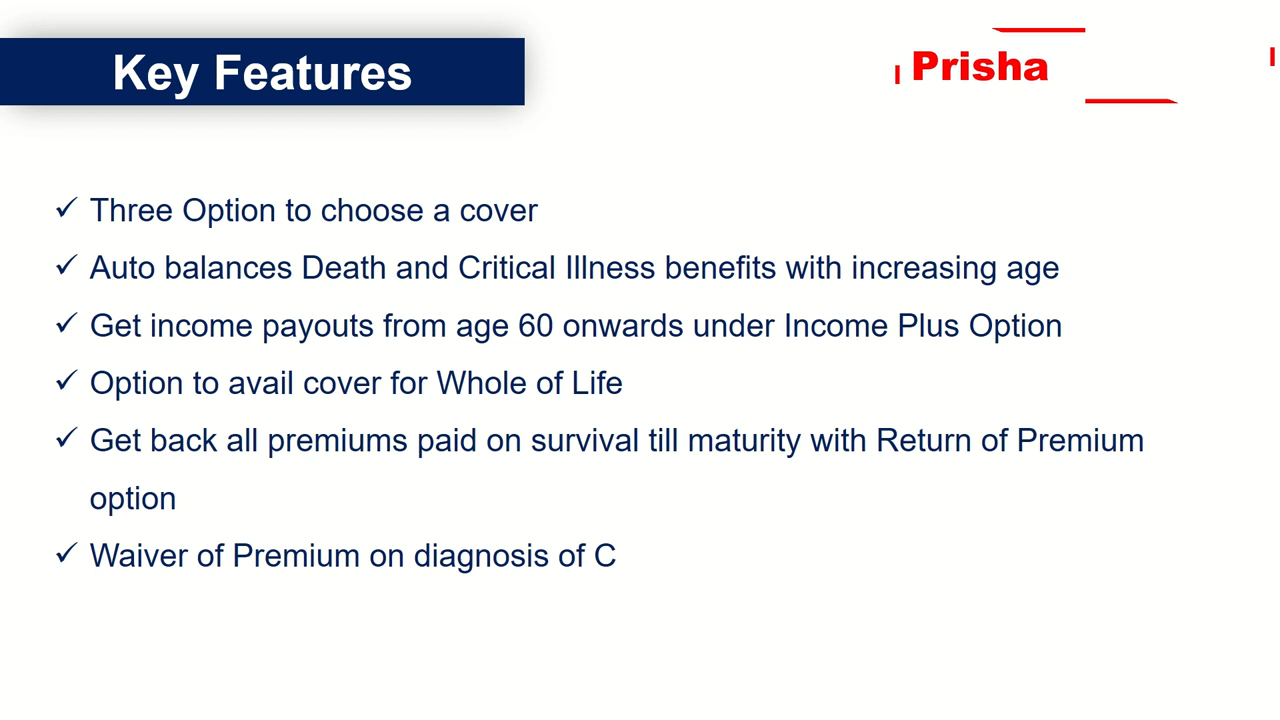 Key Features
Prisha
✓ Three Option to choose a cover
✓ Auto balances Death and Critical Illness benefits with increasing age
✓ Get income payouts from age 60 onwards under Income Plus Option
✓ Option to avail cover for Whole of Life
✓ Get back all premiums paid on survival till maturity with Return of Premium
option
✓ Waiver of Premium on diagnosis of C